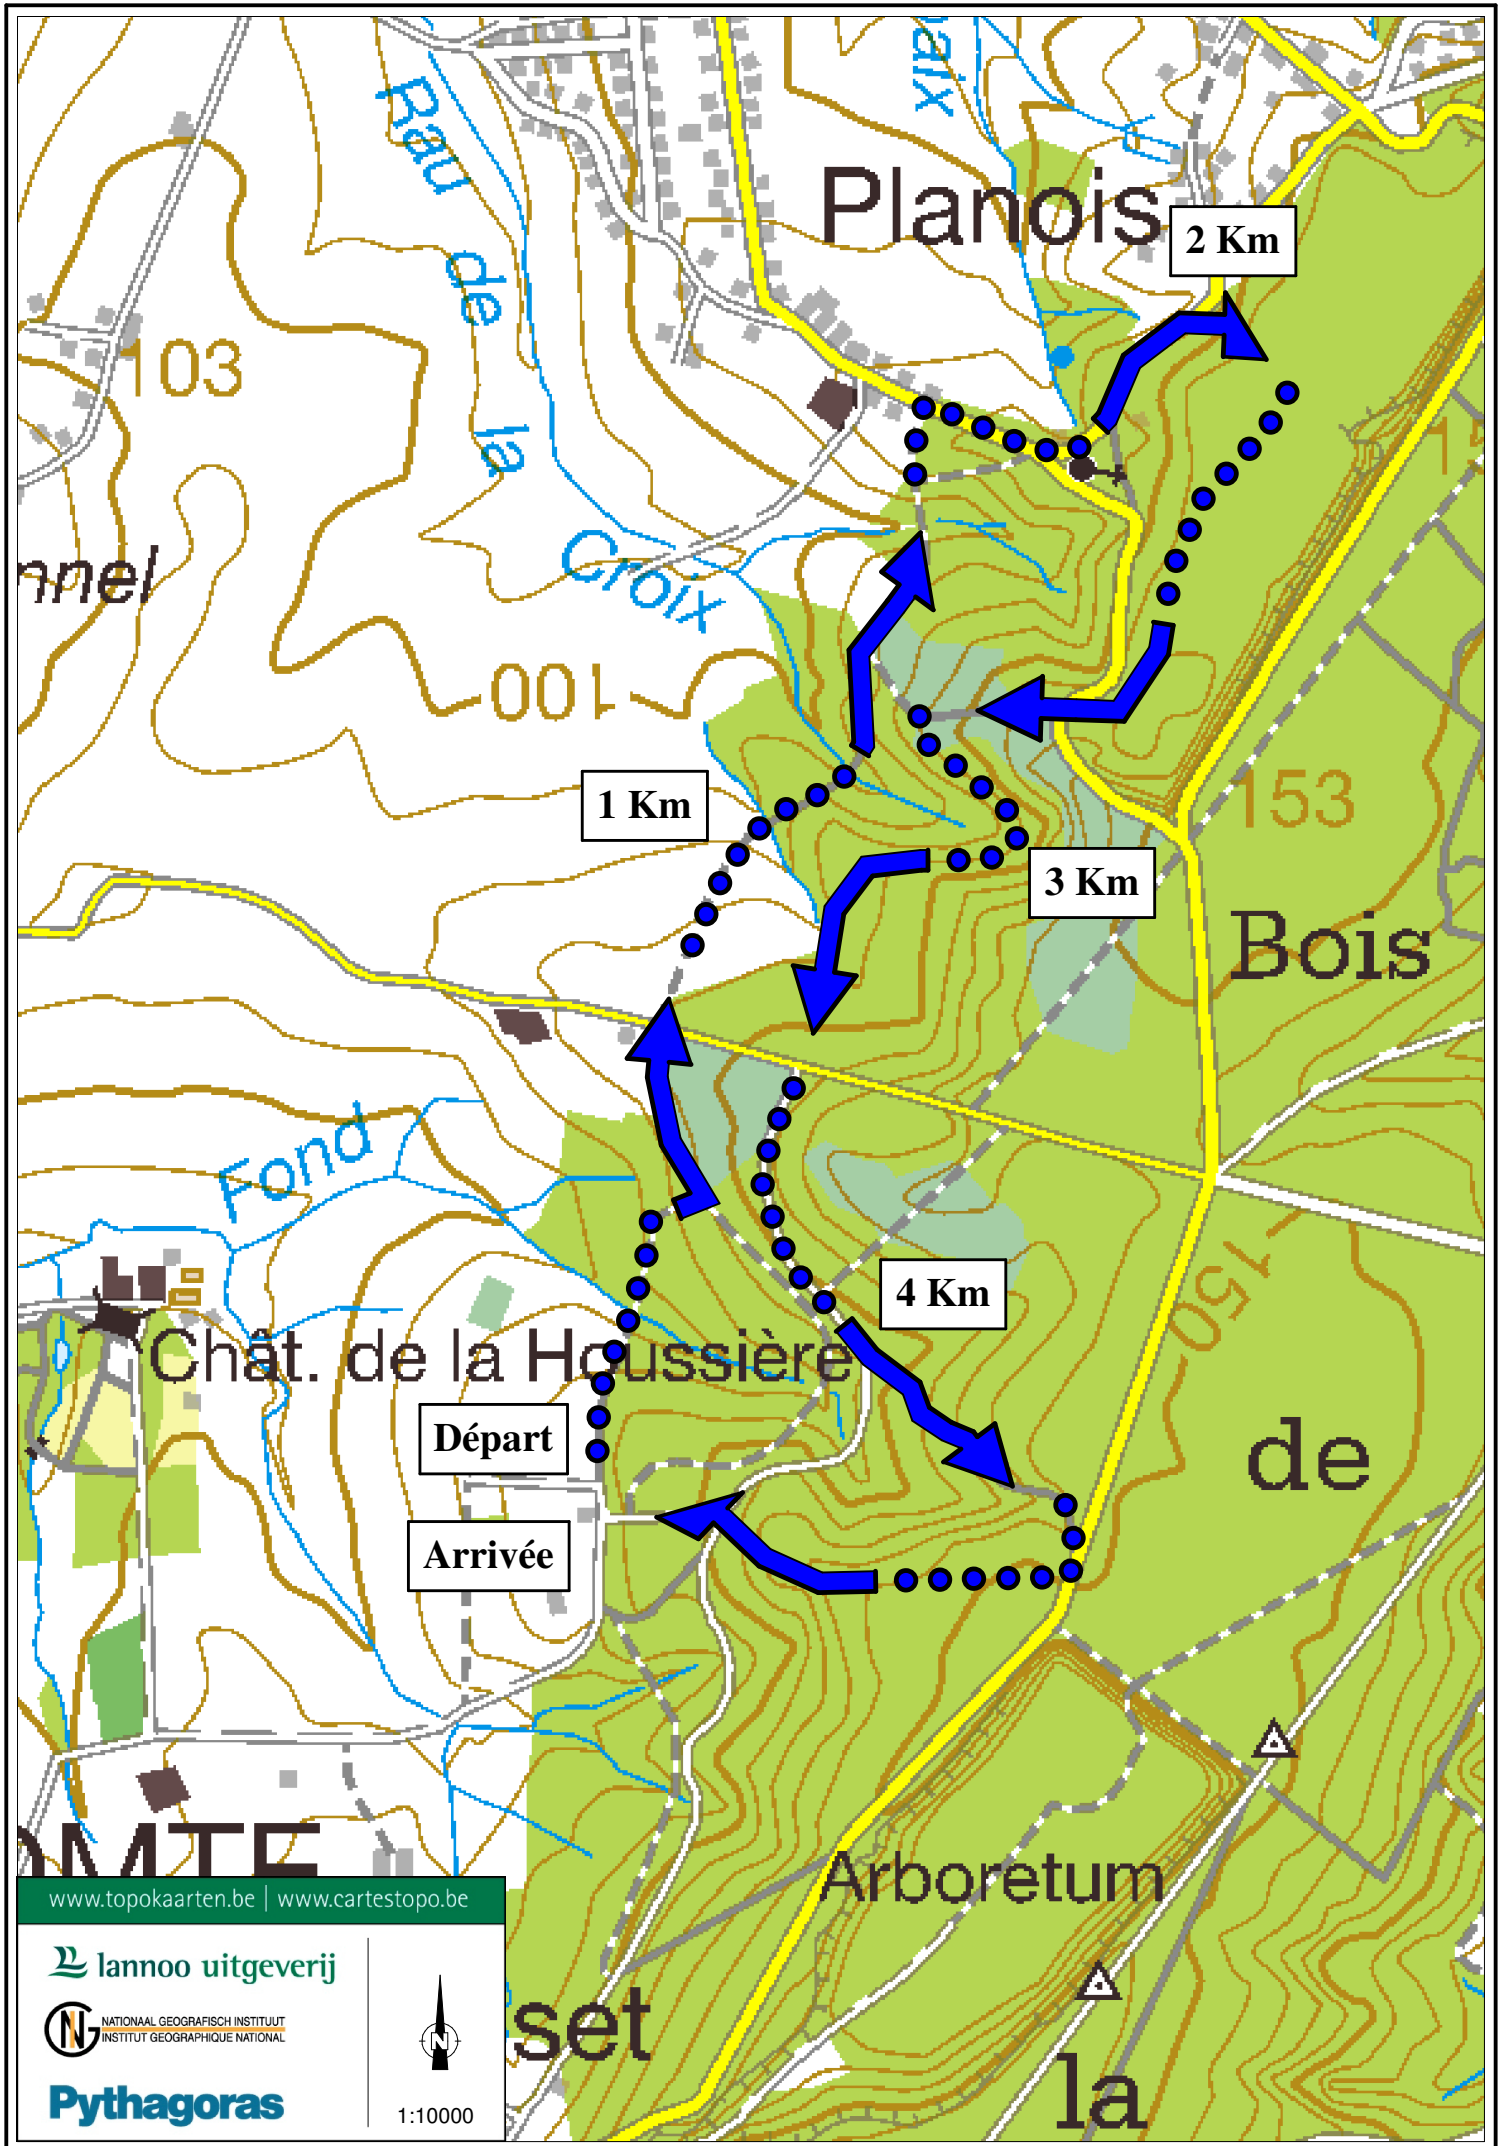 Rau
de
la
Croix
Planois
2 Km
103
100
1 Km
153
3 Km
Bois
Fond
4 Km
150
Chât. de la Houssière
Départ
de
Arrivée
Arboretum
la
www.topokaarten.be | www.cartestopo.be
lannoo uitgeverij
NATIONAAL GEOGRAFISCH INSTITUUT
INSTITUT GEOGRAPHIQUE NATIONAL
N
Pythagoras
1:10000
set
nnel
aix